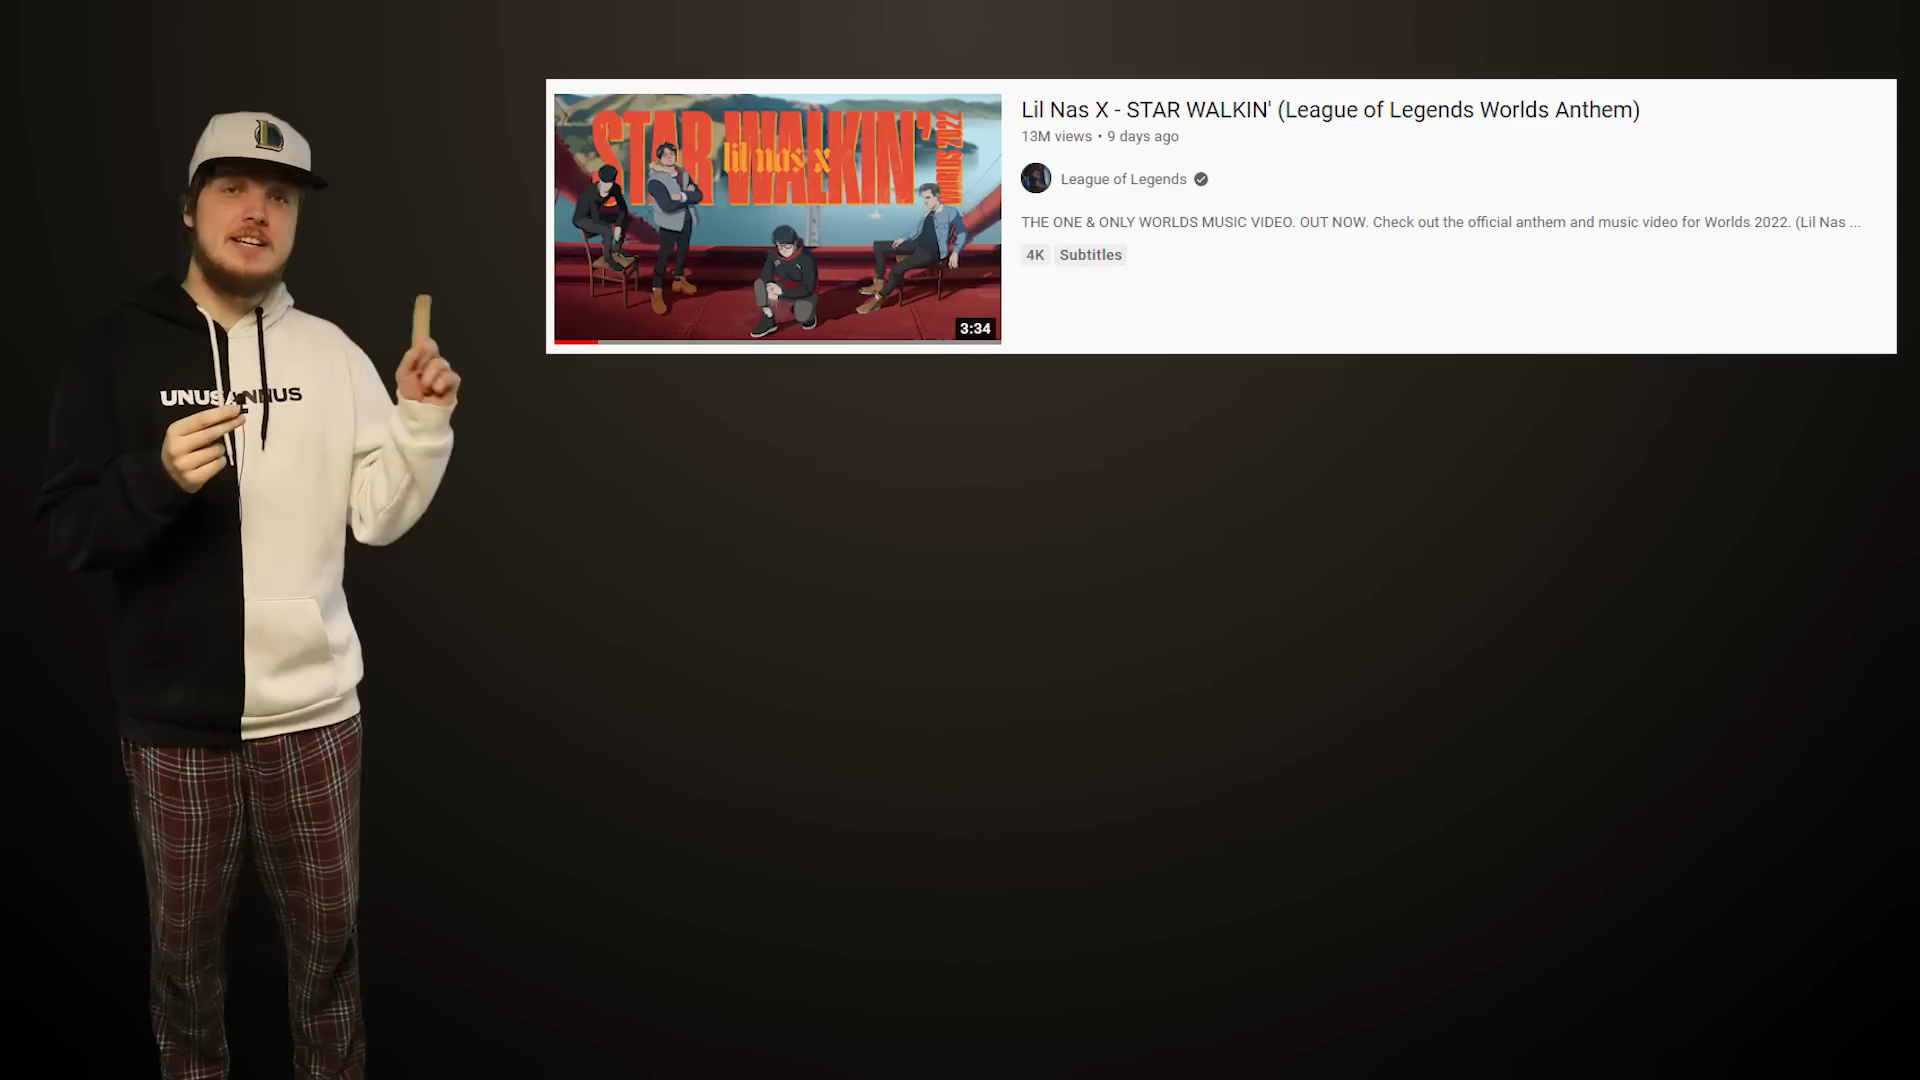 L
UNUS ANNUS
STAR WALKIN'
lil nas x
WORLDS 2022
3:34
Lil Nas X - STAR WALKIN' (League of Legends Worlds Anthem)
13M views • 9 days ago
League of Legends
THE ONE & ONLY WORLDS MUSIC VIDEO. OUT NOW. Check out the official anthem and music video for Worlds 2022. (Lil Nas ...
4K Subtitles